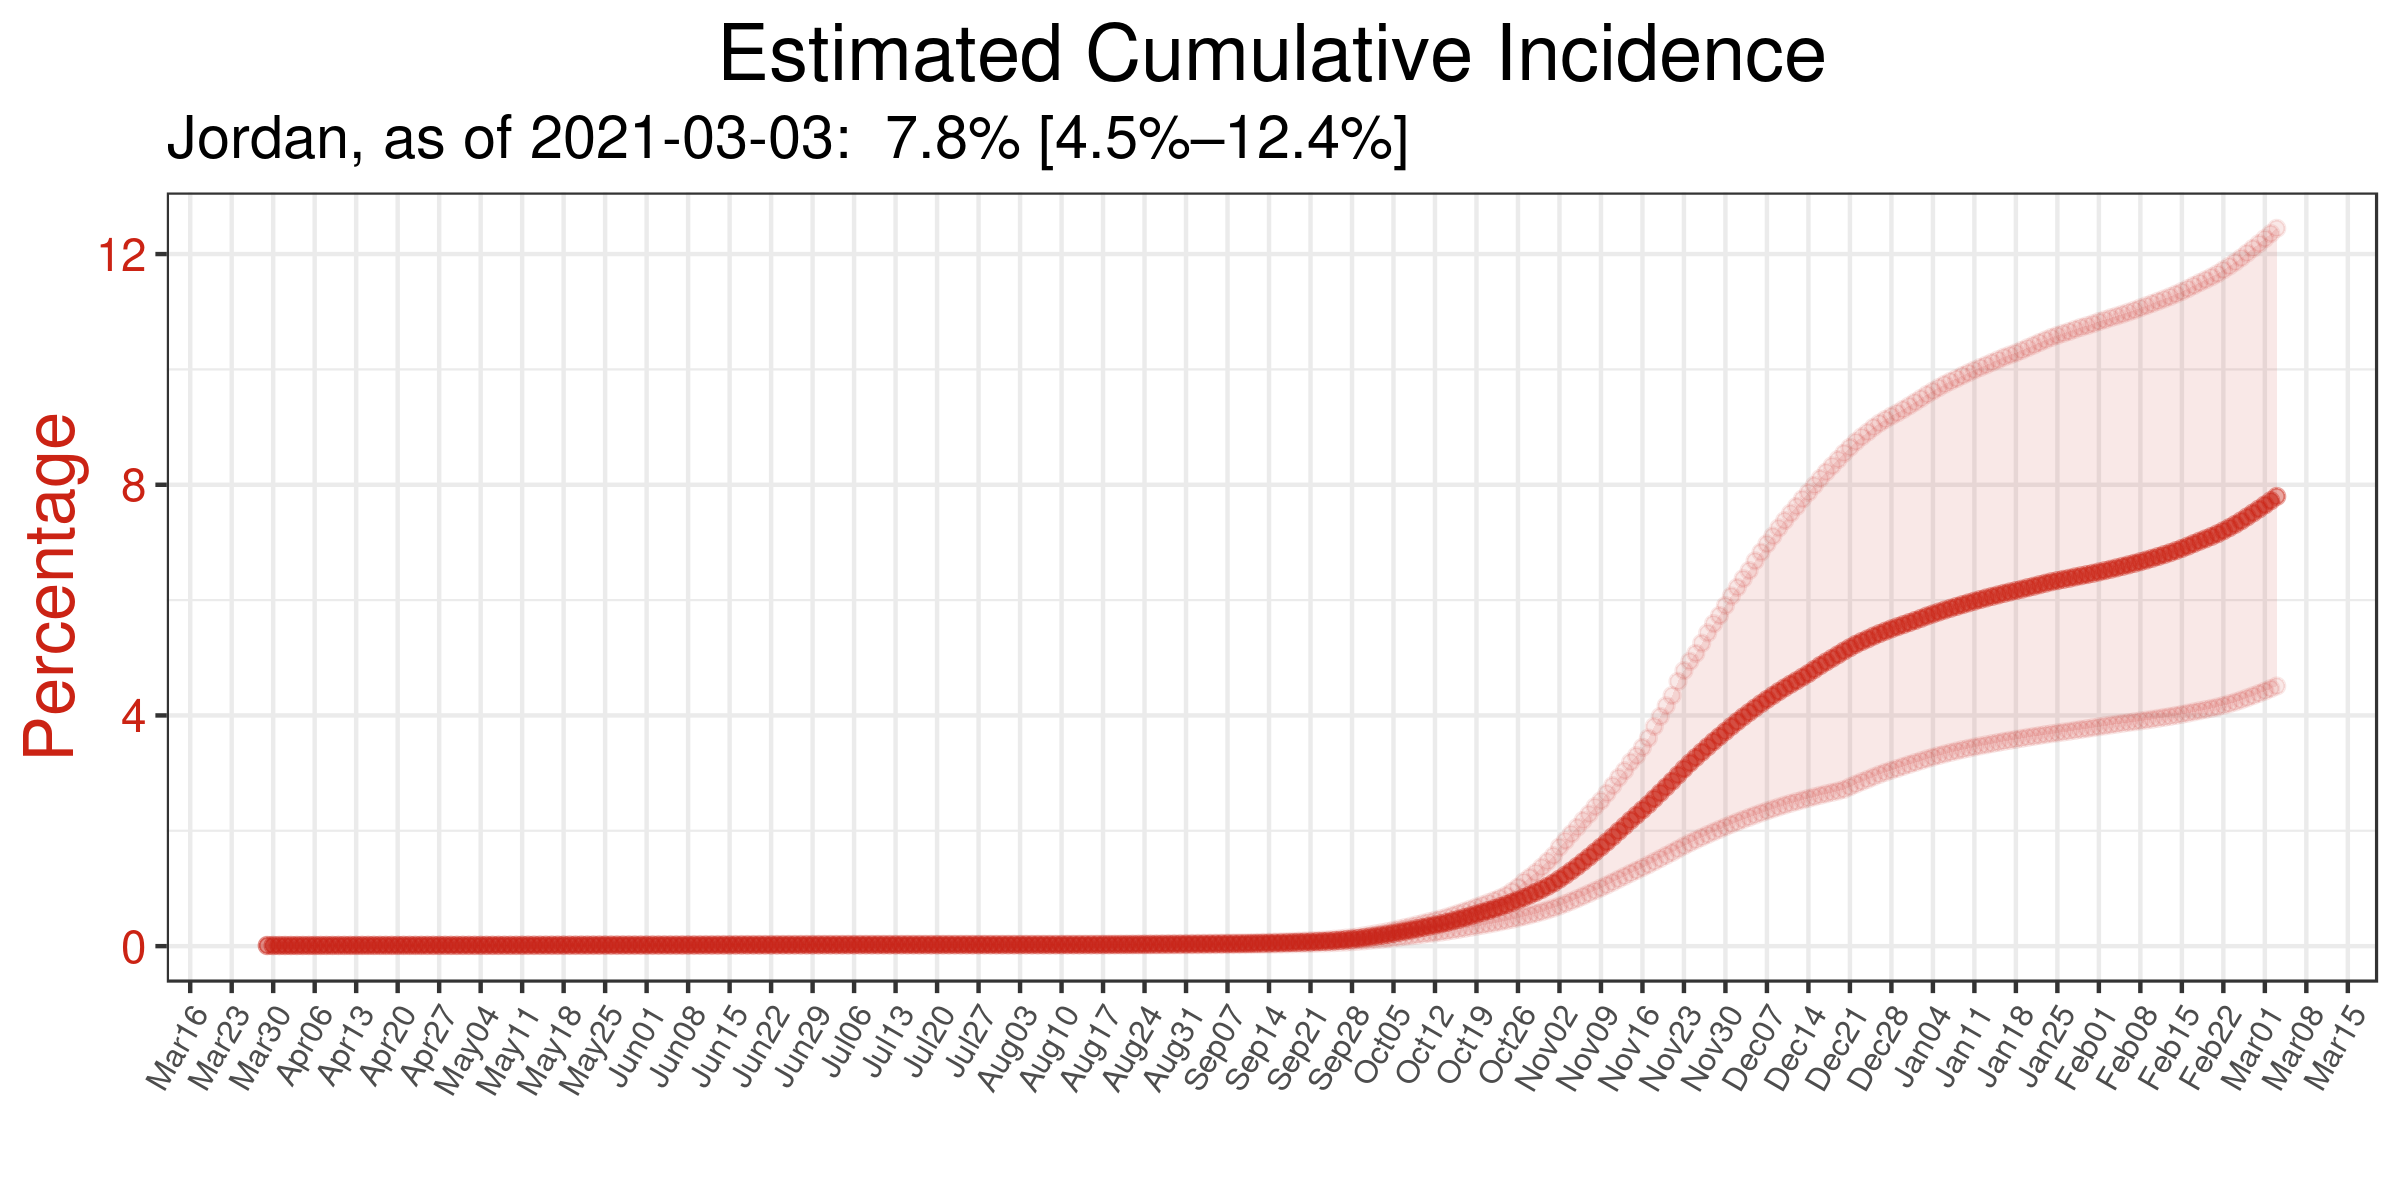 Estimated Cumulative Incidence
Jordan, as of 2021-03-03:  7.8% [4.5%–12.4%]
Percentage
12
8
4
0
Mar16
Mar23
Mar30
Apr06
Apr13
Apr20
Apr27
May04
May11
May18
May25
Jun01
Jun08
Jun15
Jun22
Jun29
Jul06
Jul13
Jul20
Jul27
Aug03
Aug10
Aug17
Aug24
Aug31
Sep07
Sep14
Sep21
Sep28
Oct05
Oct12
Oct19
Oct26
Nov02
Nov09
Nov16
Nov23
Nov30
Dec07
Dec14
Dec21
Dec28
Jan04
Jan11
Jan18
Jan25
Feb01
Feb08
Feb15
Feb22
Mar01
Mar08
Mar15